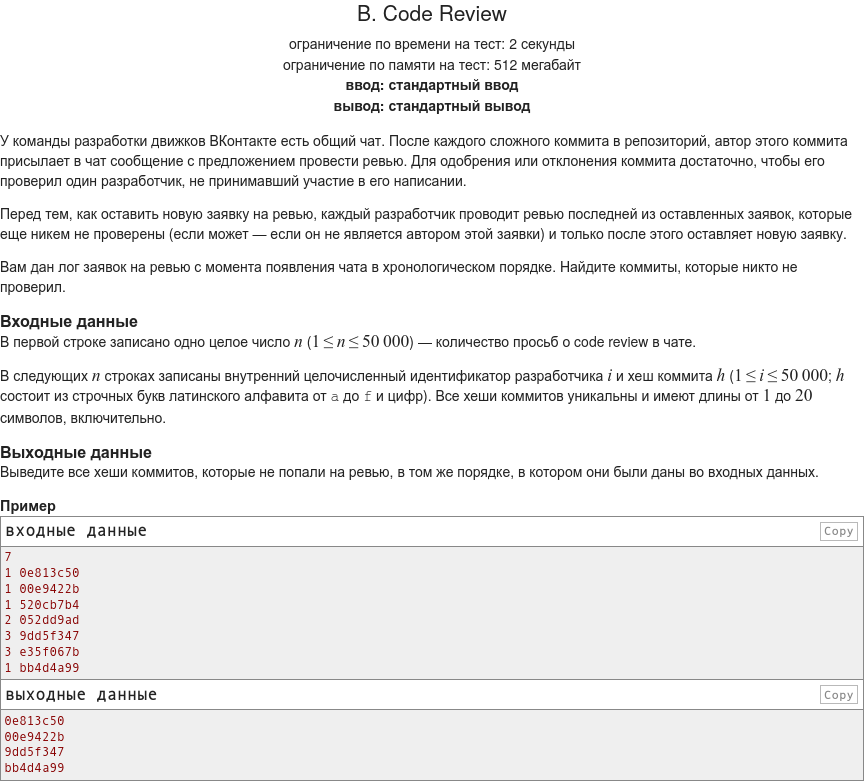 B. Code Review
ограничение по времени на тест: 2 секунды
ограничение по памяти на тест: 512 мегабайт
ввод: стандартный ввод
вывод: стандартный вывод
У команды разработки движков ВКонтакте есть общий чат. После каждого сложного коммита в репозиторий, автор этого коммита
присылает в чат сообщение с предложением провести ревью. Для одобрения или отклонения коммита достаточно, чтобы его
проверил один разработчик, не принимавший участие в его написании.
Перед тем, как оставить новую заявку на ревью, каждый разработчик проводит ревью последней из оставленных заявок, которые
еще никем не проверены (если может — если он не является автором этой заявки) и только после этого оставляет новую заявку.
Вам дан лог заявок на ревью с момента появления чата в хронологическом порядке. Найдите коммиты, которые никто не
проверил.
Входные данные
В первой строке записано одно целое число n (1 ≤ n ≤ 50 000) — количество просьб о code review в чате.
В следующих n строках записаны внутренний целочисленный идентификатор разработчика i и хеш коммита h (1 ≤ i ≤ 50 000; h
состоит из строчных букв латинского алфавита от a до f и цифр). Все хеши коммитов уникальны и имеют длины от 1 до 20
символов, включительно.
Выходные данные
Выведите все хеши коммитов, которые не попали на ревью, в том же порядке, в котором они были даны во входных данных.
Пример
входные данные Copy
7
1 0e813c50
1 00e9422b
1 520cb7b4
2 052dd9ad
3 9dd5f347
3 e35f067b
1 bb4d4a99
выходные данные Copy
0e813c50
00e9422b
9dd5f347
bb4d4a99